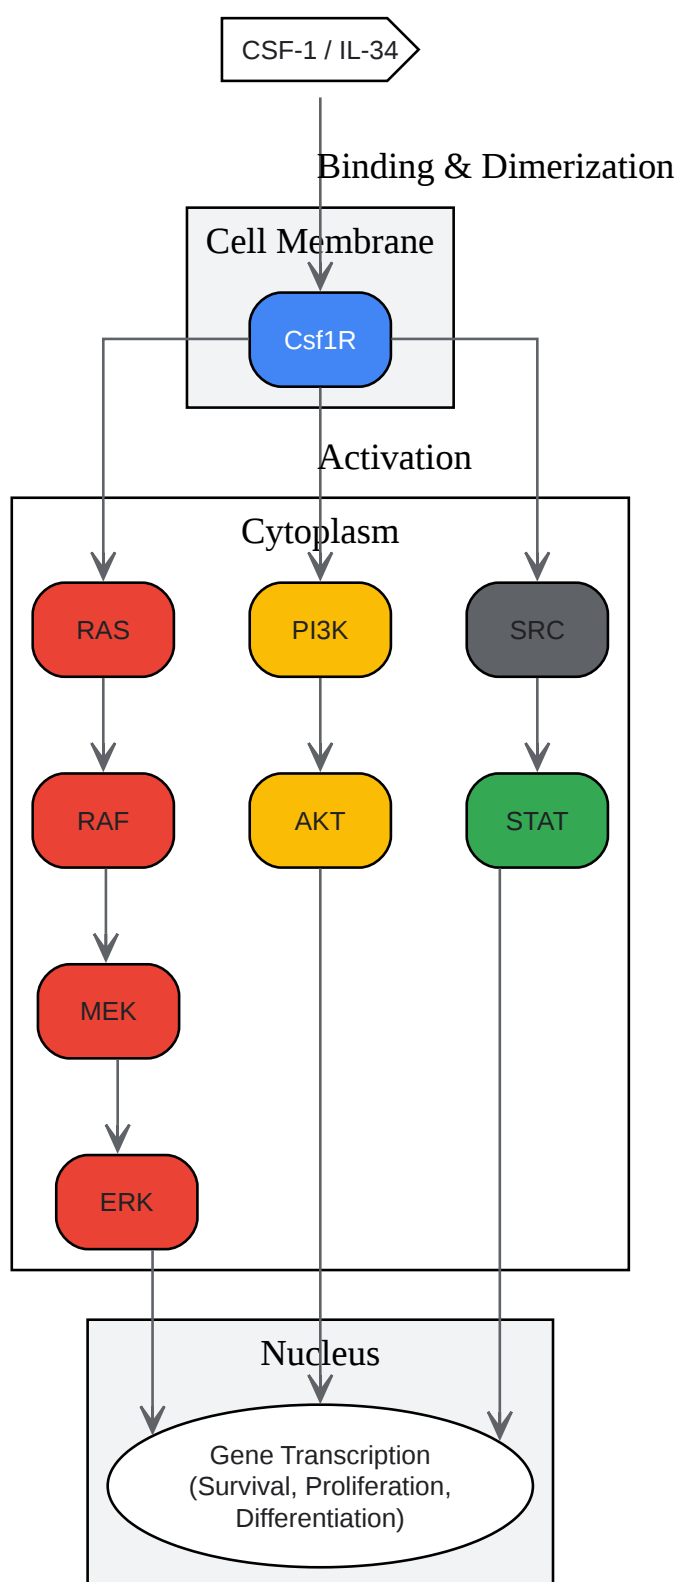 CSF-1 / IL-34
Binding & Dimerization
Cell Membrane
Csf1R
Activation
Cytoplasm
RAS
PI3K
SRC
RAF
AKT
STAT
MEK
ERK
Nucleus
Gene Transcription
(Survival, Proliferation,
Differentiation)